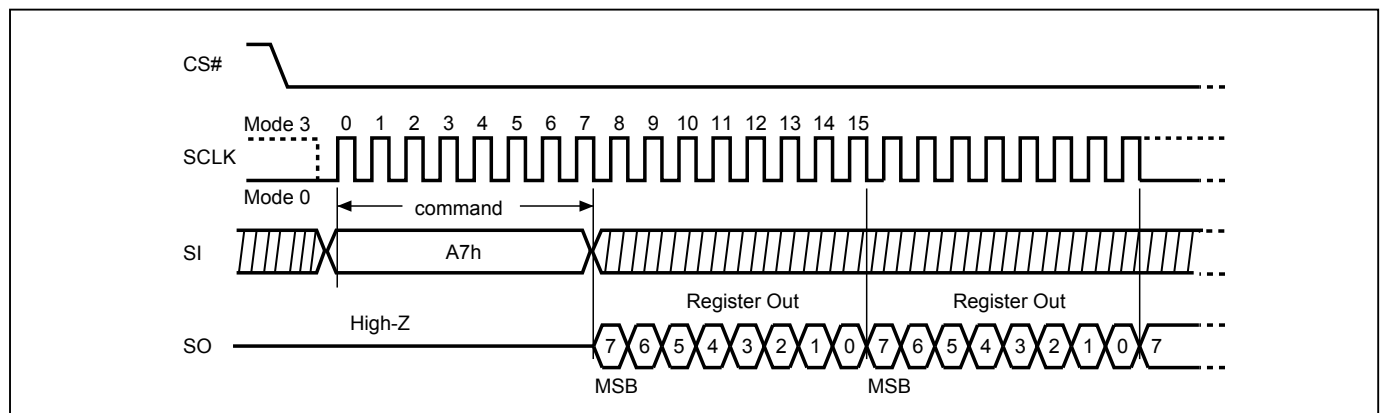 CS#
Mode 3 0 1 2 3 4 5 6 7 8 9 10 11 12 13 14 15
SCLK
Mode 0
command
SI A7h
Register Out Register Out
High-Z
SO 7 6 5 4 3 2 1 0 7 6 5 4 3 2 1 0 7
MSB MSB